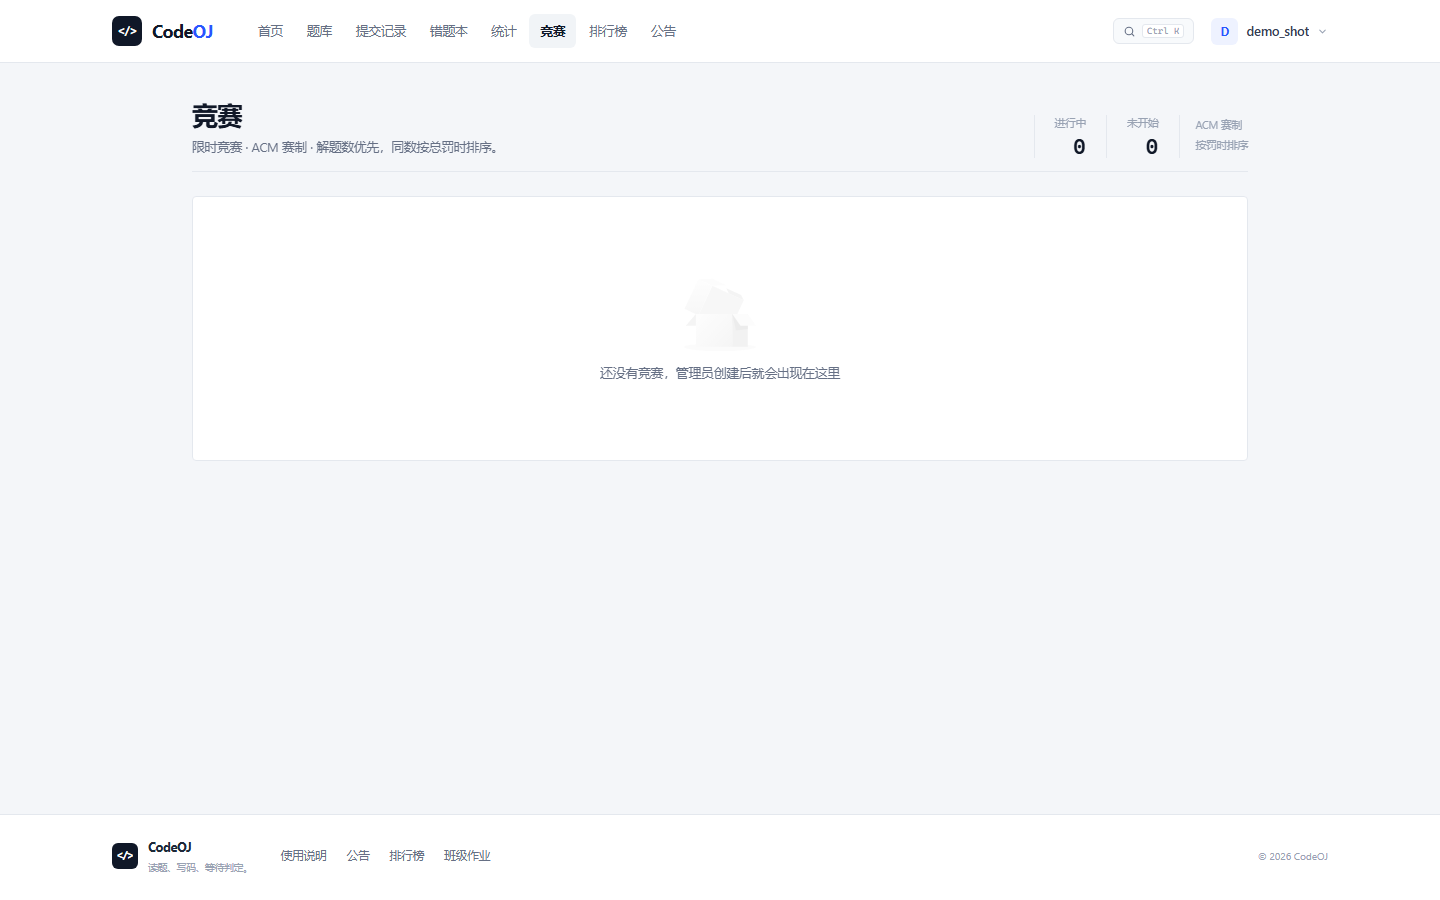 </> CodeOJ 首页 题库 提交记录 错题本 统计 竞赛 排行榜 公告 Ctrl K D demo_shot
竞赛
限时竞赛 · ACM 赛制 · 解题数优先，同数按总罚时排序。
进行中 未开始 ACM 赛制
0 0 按罚时排序
还没有竞赛，管理员创建后就会出现在这里
</> CodeOJ
读题、写码、等待判定。
使用说明 公告 排行榜 班级作业
© 2026 CodeOJ